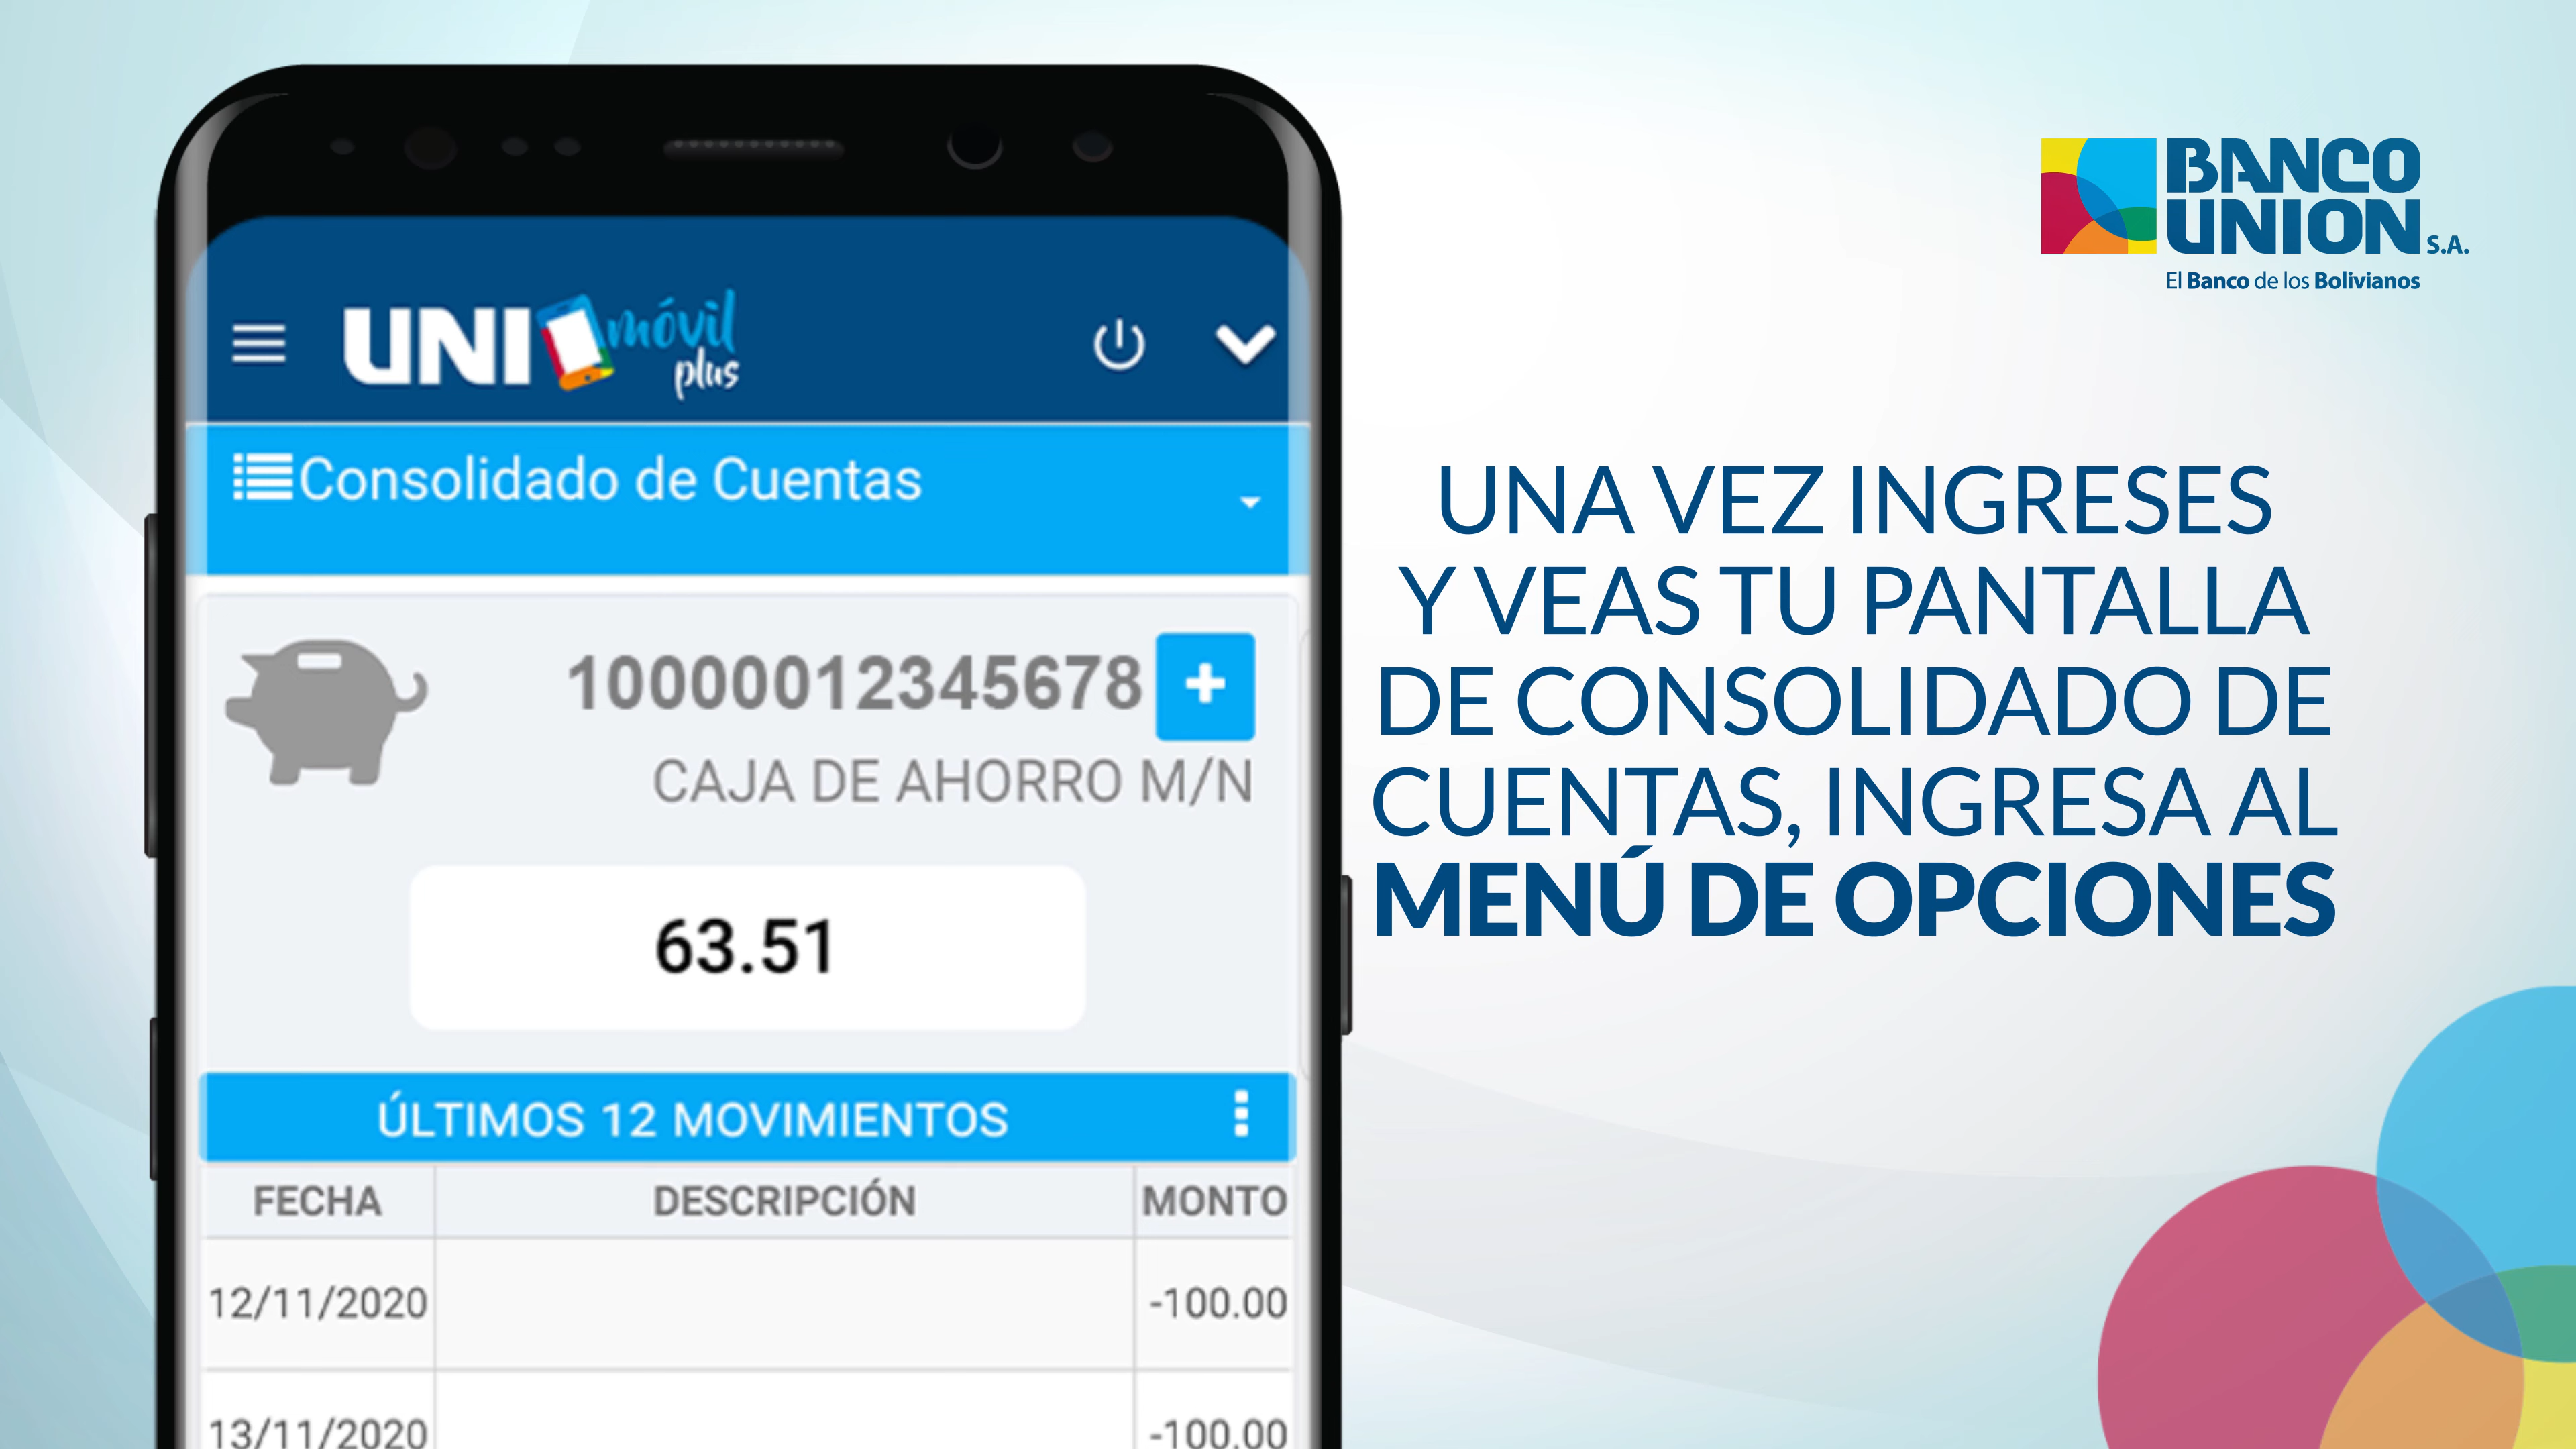 UNI móvil
plus
Consolidado de Cuentas
10000012345678
CAJA DE AHORRO M/N
63.51
ÚLTIMOS 12 MOVIMIENTOS
FECHA DESCRIPCIÓN MONTO
12/11/2020 -100.00
13/11/2020 -100.00
BANCO
UNION S.A.
El Banco de los Bolivianos
UNA VEZ INGRESES
Y VEAS TU PANTALLA
DE CONSOLIDADO DE
CUENTAS, INGRESA AL
MENÚ DE OPCIONES